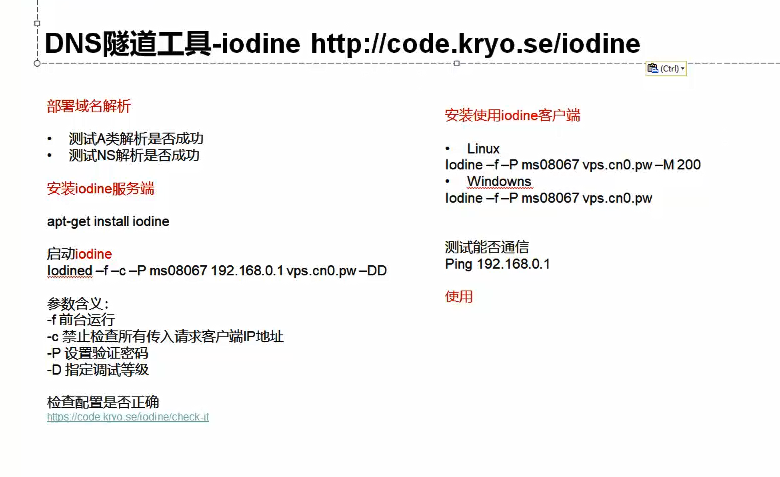 DNS隧道工具-iodine http://code.kryo.se/iodine
(Ctrl)
部署域名解析
• 测试A类解析是否成功
• 测试NS解析是否成功
安装iodine服务端
apt-get install iodine
启动iodine
Iodined –f –c –P ms08067 192.168.0.1 vps.cn0.pw –DD
参数含义：
-f 前台运行
-c 禁止检查所有传入请求客户端IP地址
-P 设置验证密码
-D 指定调试等级
检查配置是否正确
https://code.kryo.se/iodine/check-it
安装使用iodine客户端
• Linux
Iodine –f –P ms08067 vps.cn0.pw –M 200
• Windowns
Iodine –f –P ms08067 vps.cn0.pw
测试能否通信
Ping 192.168.0.1
使用